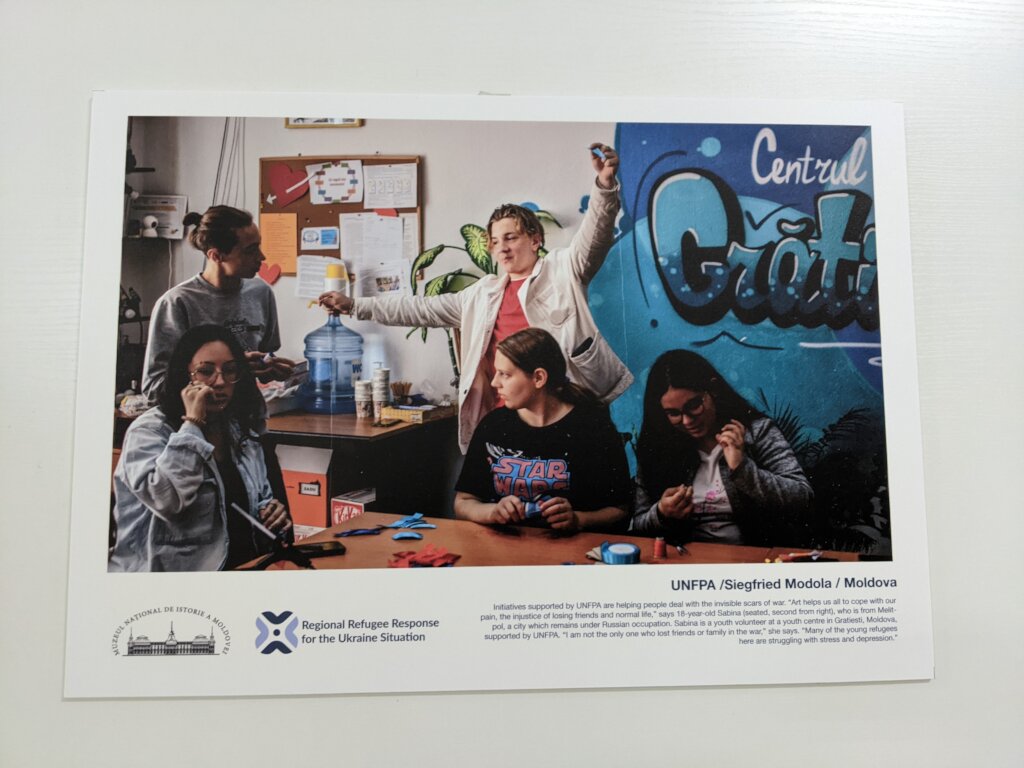 Centrul
Grăti
STAR
WARS
UNFPA /Siegfried Modola / Moldova
Initiatives supported by UNFPA are helping people deal with the invisible scars of war. "Art helps us all to cope with our
pain, the injustice of losing friends and normal life," says 18-year-old Sabina (seated, second from right), who is from Melit-
pol, a city which remains under Russian occupation. Sabina is a youth volunteer at a youth centre in Gratiesti, Moldova,
supported by UNFPA. "I am not the only one who lost friends or family in the war," she says. "Many of the young refugees
here are struggling with stress and depression."
MUZEUL NAȚIONAL DE ISTORIE A MOLDOVEI
Regional Refugee Response
for the Ukraine Situation